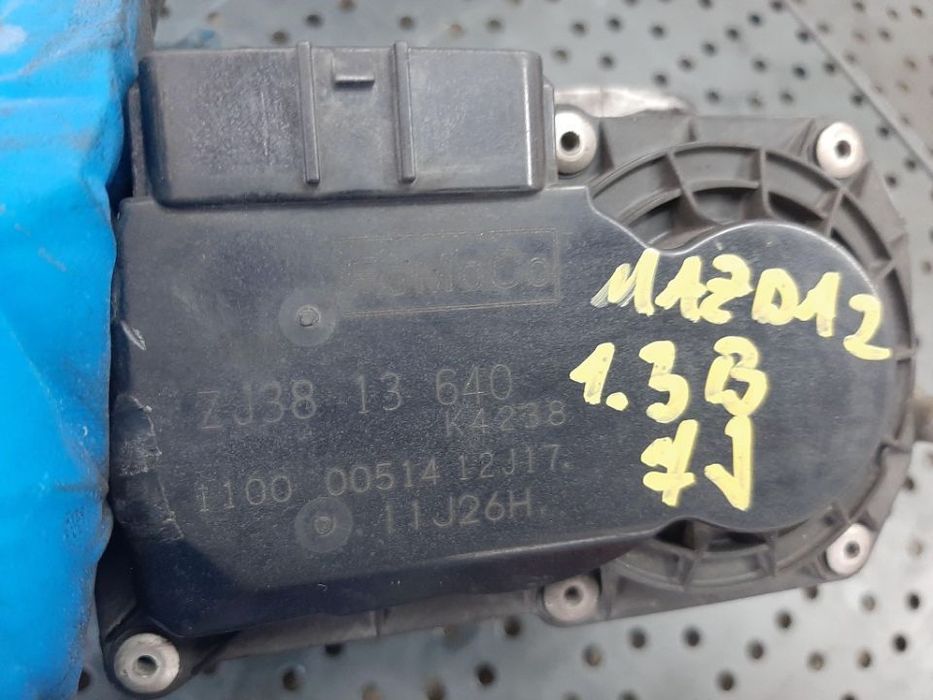 FoMoCo
ZJ38 13 640
K4238
1100 00514 12J17.
11J26H.
MAZDA 2
1.3B
7J